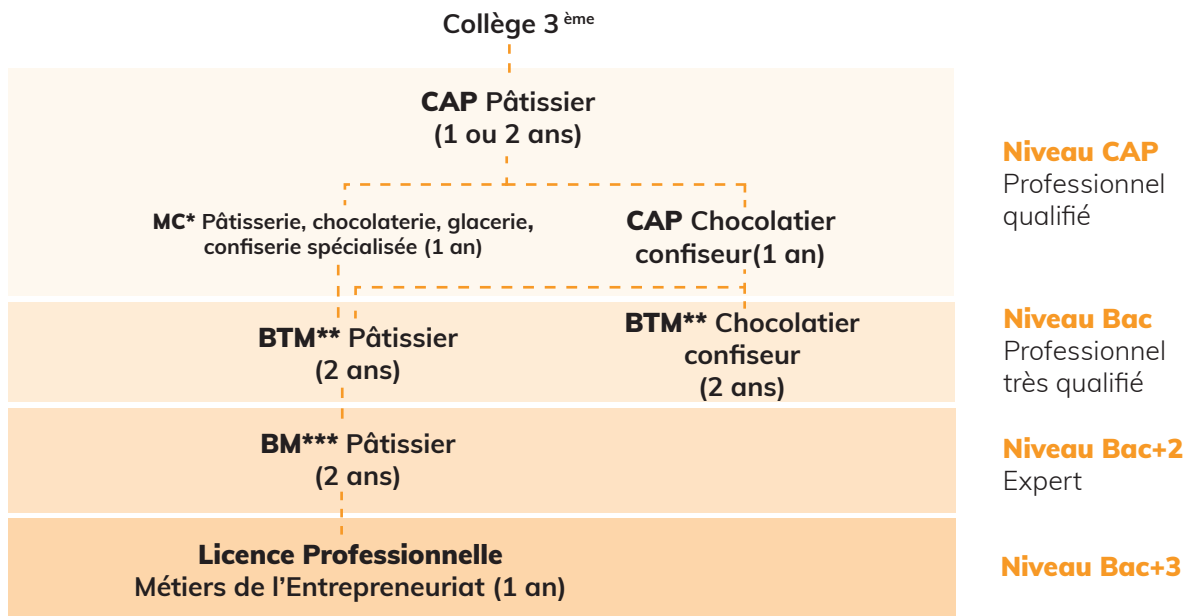 Collège 3 ème
CAP Pâtissier
(1 ou 2 ans)
Niveau CAP
Professionnel
qualifié
MC* Pâtisserie, chocolaterie, glacerie,
confiserie spécialisée (1 an)
CAP Chocolatier
confiseur(1 an)
BTM** Pâtissier
(2 ans)
BTM** Chocolatier
confiseur
(2 ans)
Niveau Bac
Professionnel
très qualifié
BM*** Pâtissier
(2 ans)
Niveau Bac+2
Expert
Licence Professionnelle
Métiers de l'Entrepreneuriat (1 an)
Niveau Bac+3